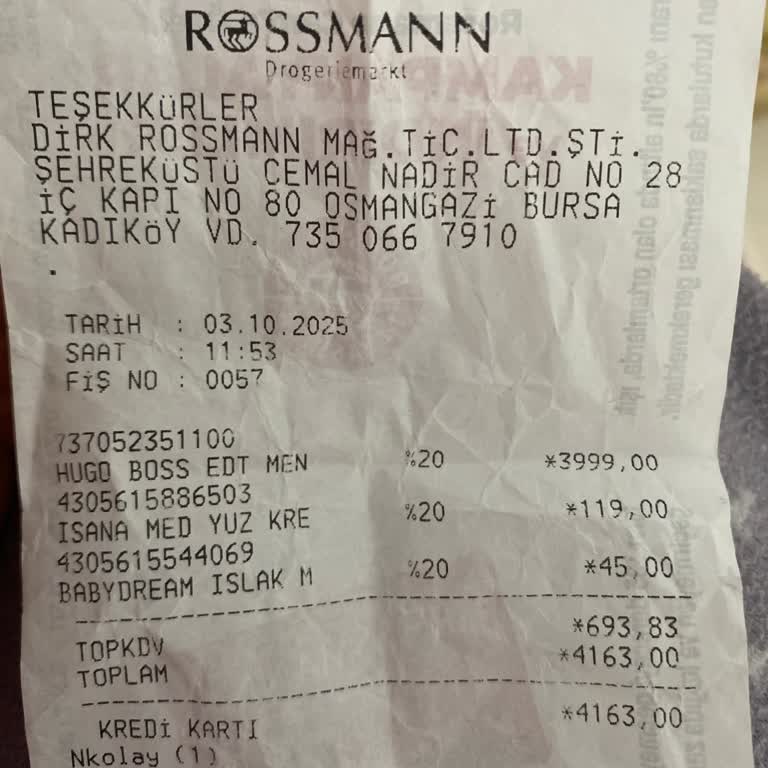 ROSSMANN
Drogeriemarkt
TEŞEKKÜRLER
DİRK ROSSMANN MAĞ.TİC.LTD.ŞTİ.
ŞEHREKÜSTÜ CEMAL NADİR CAD NO 28
İÇ KAPI NO 80 OSMANGAZİ BURSA
KADIKÖY VD. 735 066 7910
.
TARİH : 03.10.2025
SAAT : 11:53
FİŞ NO : 0057
737052351100
HUGO BOSS EDT MEN %20 *3999,00
4305615886503
ISANA MED YUZ KRE %20 *119,00
4305615544069
BABYDREAM ISLAK M %20 *45,00
TOPKDV *693,83
TOPLAM *4163,00
KREDİ KARTI *4163,00
Nkolay (1)